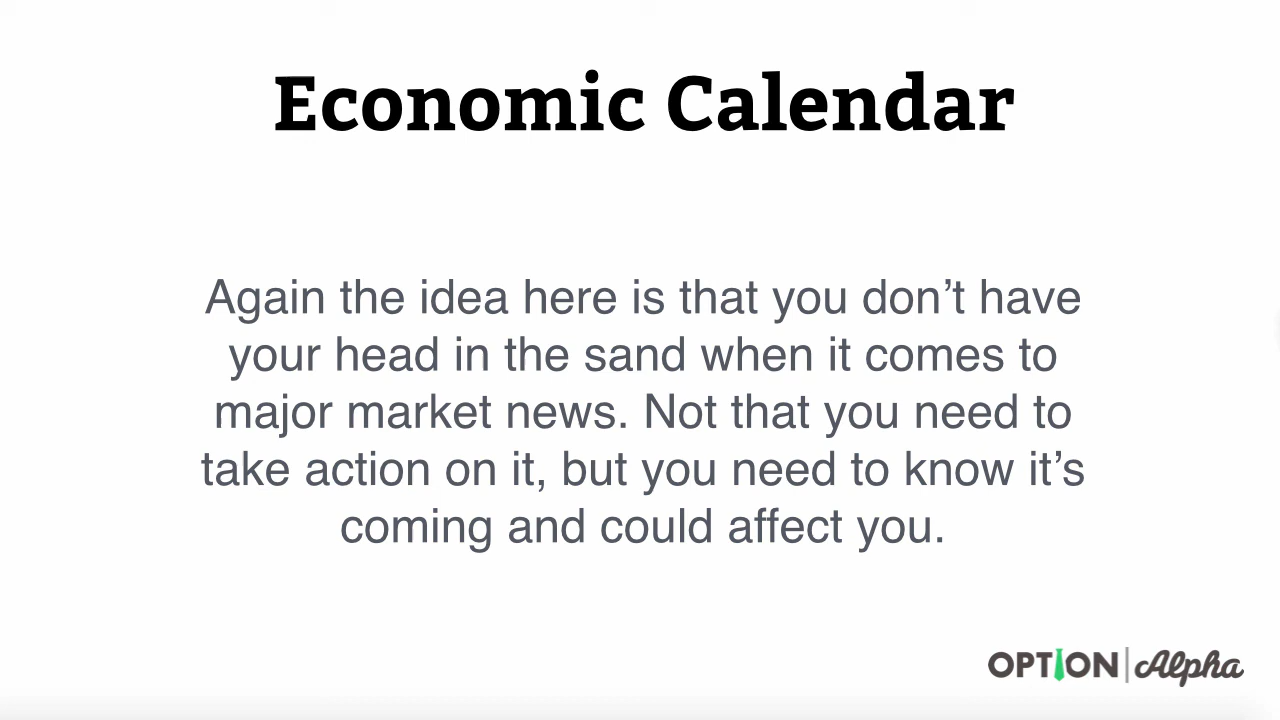 Economic Calendar
Again the idea here is that you don’t have
your head in the sand when it comes to
major market news. Not that you need to
take action on it, but you need to know it’s
coming and could affect you.
OPTION | Alpha